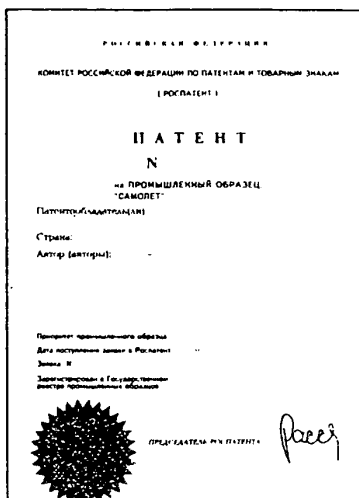 РОССИЙСКАЯ ФЕДЕРАЦИЯ
КОМИТЕТ РОССИЙСКОЙ ФЕДЕРАЦИИ ПО ПАТЕНТАМ И ТОВАРНЫМ ЗНАКАМ
(РОСПАТЕНТ)
ПАТЕНТ
N
на ПРОМЫШЛЕННЫЙ ОБРАЗЕЦ
"САМОЛЕТ"
Патентообладатель(ли)
Страна:
Автор (авторы):
Приоритет промышленного образца
Дата поступления заявки в Роспатент
Заявка N
Зарегистрирован в Государственном
реестре промышленных образцов
ПРЕДСЕДАТЕЛЬ РОСПАТЕНТА